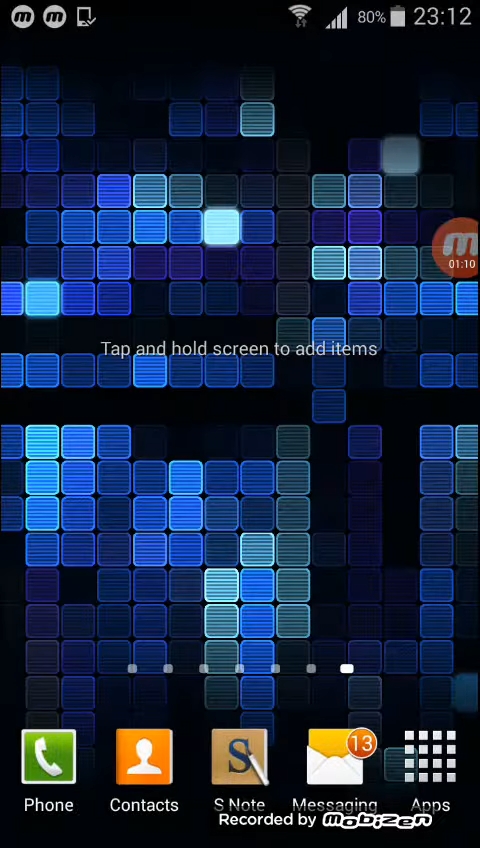 80% 23:12
01:10
Tap and hold screen to add items
13
Phone Contacts S Note Messaging Apps
Recorded by mobizen